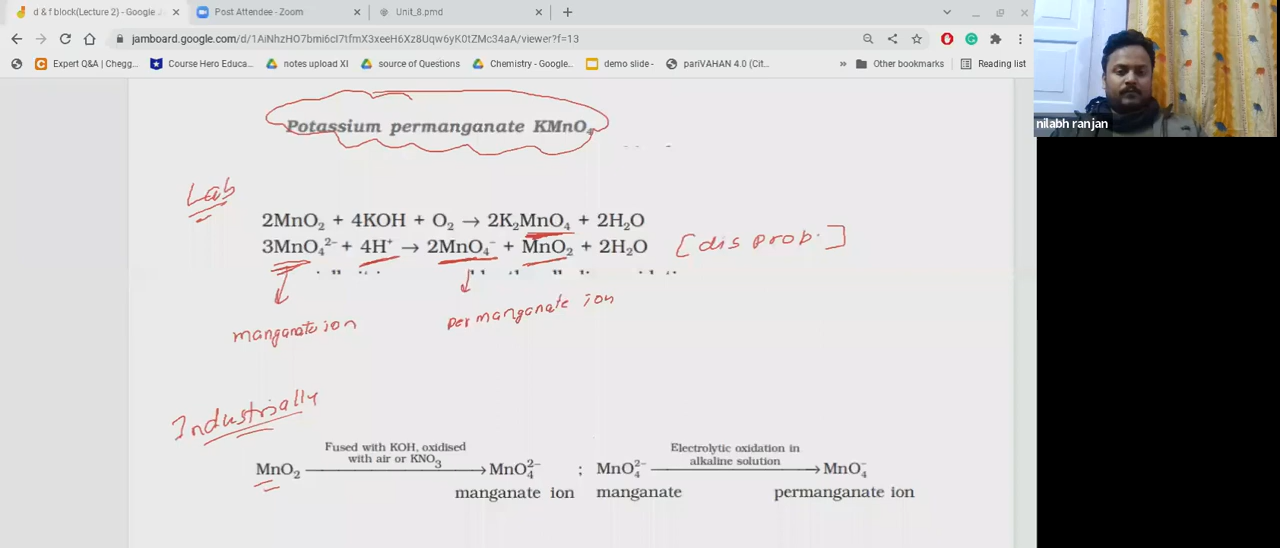 d & f block(Lecture 2) - Google J
Post Attendee - Zoom
Unit_8.pmd
jamboard.google.com/d/1AiNhzHO7bmi6cI7tfmX3xeeH6Xz8Uqw6yK0tZMc34aA/viewer?f=13
Expert Q&A | Chegg...
Course Hero Educa...
notes upload XI
source of Questions
Chemistry - Google...
demo slide -
pariVAHAN 4.0 (Cit...
Other bookmarks
Reading list
nilabh ranjan
Potassium permanganate KMnO₄
Lab
2MnO₂ + 4KOH + O₂ → 2K₂MnO₄ + 2H₂O
3MnO₄²⁻ + 4H⁺ → 2MnO₄⁻ + MnO₂ + 2H₂O [disprop.]
manganate ion
permanganate ion
Industrially
Fused with KOH, oxidised
with air or KNO₃
Electrolytic oxidation in
alkaline solution
MnO₂ → MnO₄²⁻ ; MnO₄²⁻ → MnO₄⁻
manganate ion manganate permanganate ion